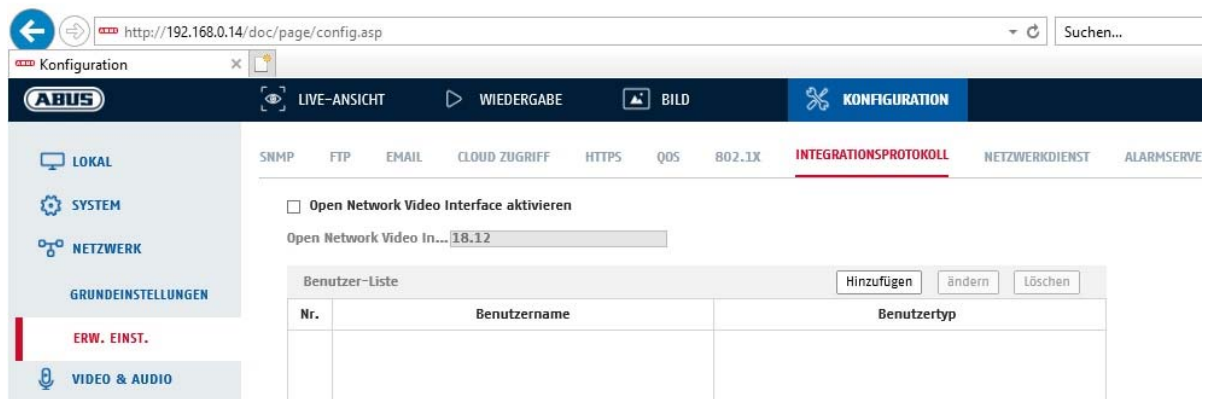 http://192.168.0.14/doc/page/config.asp
Suchen...
Konfiguration
ABUS
LIVE-ANSICHT
WIEDERGABE
BILD
KONFIGURATION
LOKAL
SYSTEM
NETZWERK
GRUNDEINSTELLUNGEN
ERW. EINST.
VIDEO & AUDIO
SNMP FTP EMAIL CLOUD ZUGRIFF HTTPS QOS 802.1X INTEGRATIONSPROTOKOLL NETZWERKDIENST ALARMSERVE
Open Network Video Interface aktivieren
Open Network Video In... 18.12
Benutzer-Liste Hinzufügen ändern Löschen
Nr. Benutzername Benutzertyp